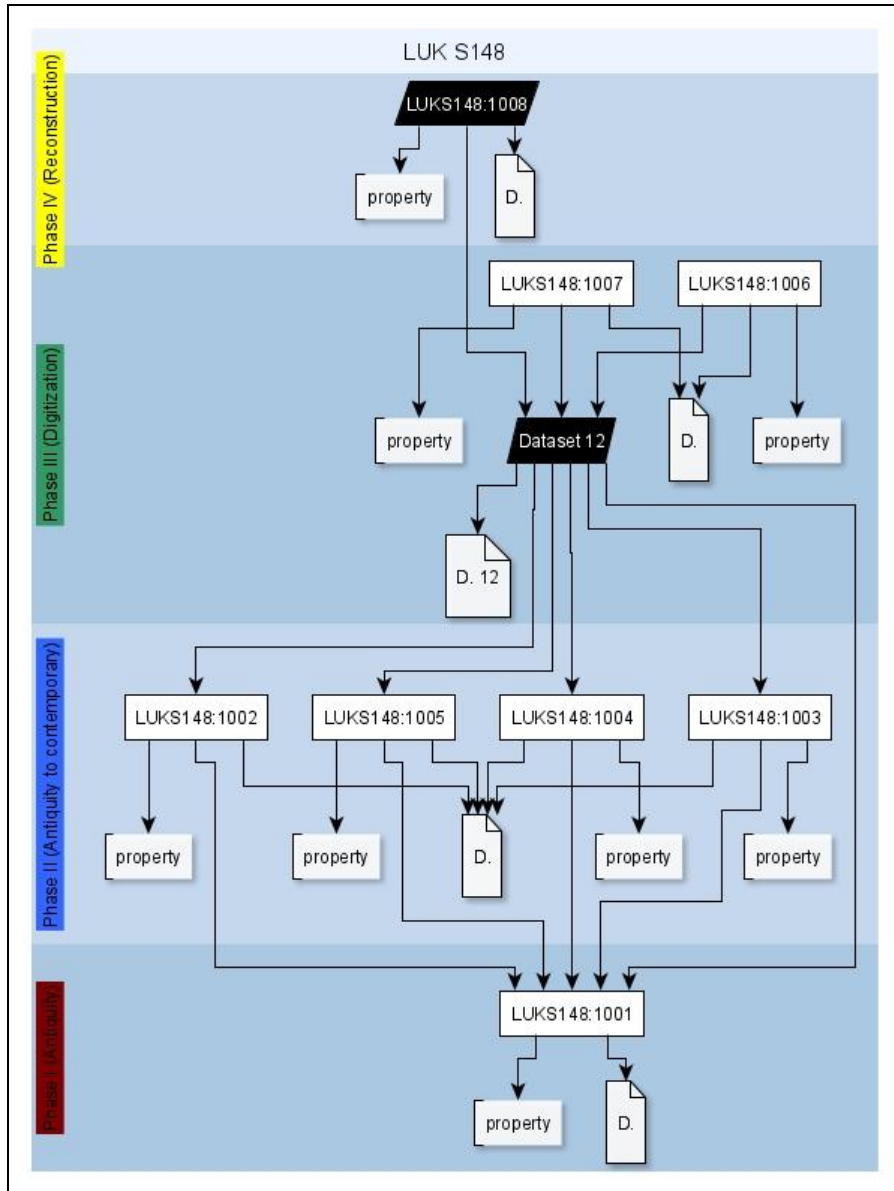 LUK S148
Phase IV (Reconstruction)
LUKS148:1008
property
D.
Phase III (Digitization)
LUKS148:1007
LUKS148:1006
property
Dataset 12
D.
property
D. 12
Phase II (Antiquity to contemporary)
LUKS148:1002
LUKS148:1005
LUKS148:1004
LUKS148:1003
property
property
D.
property
property
Phase I (Antiquity)
LUKS148:1001
property
D.